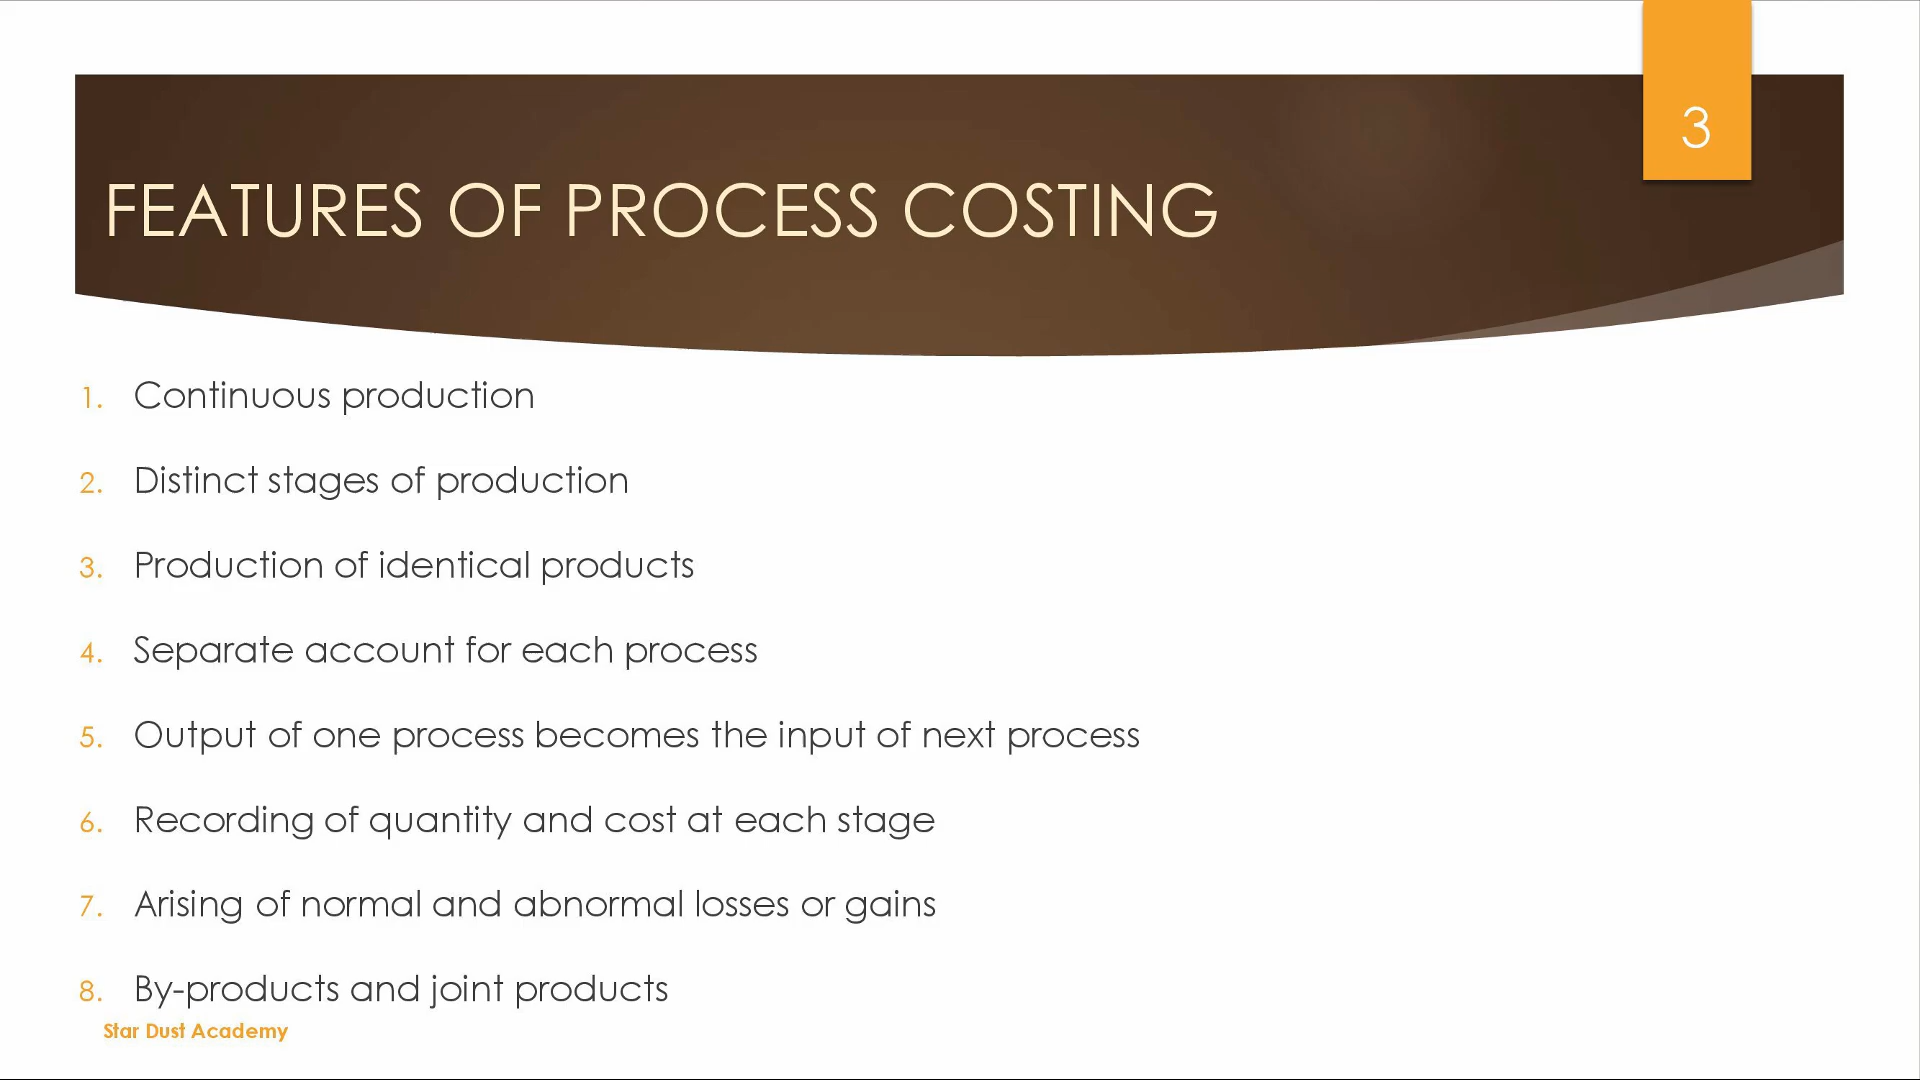 3
FEATURES OF PROCESS COSTING
1. Continuous production
2. Distinct stages of production
3. Production of identical products
4. Separate account for each process
5. Output of one process becomes the input of next process
6. Recording of quantity and cost at each stage
7. Arising of normal and abnormal losses or gains
8. By-products and joint products
Star Dust Academy